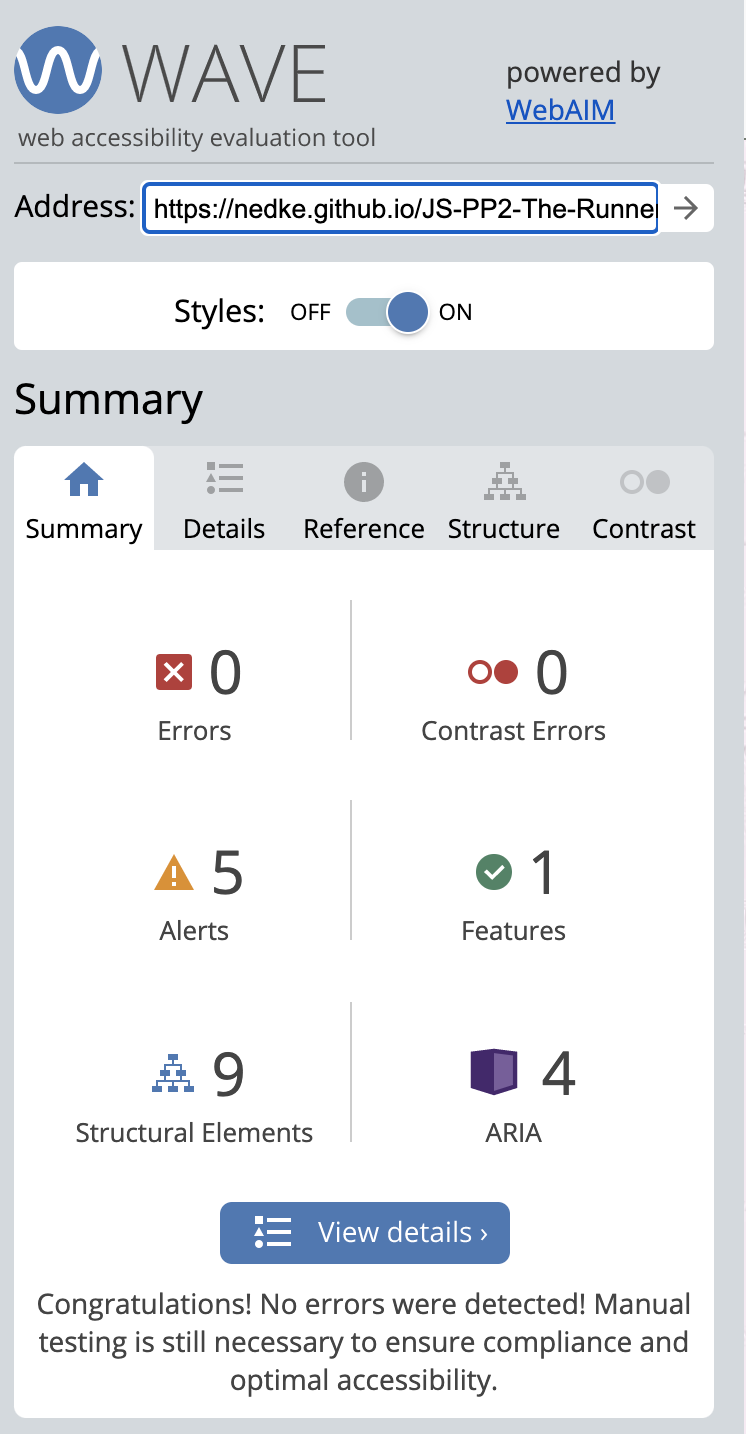 WAVE
powered by
WebAIM
web accessibility evaluation tool
Address: https://nedke.github.io/JS-PP2-The-Runner
Styles: OFF ON
Summary
Summary Details Reference Structure Contrast
0 0
Errors Contrast Errors
5 1
Alerts Features
9 4
Structural Elements ARIA
View details ›
Congratulations! No errors were detected! Manual
testing is still necessary to ensure compliance and
optimal accessibility.